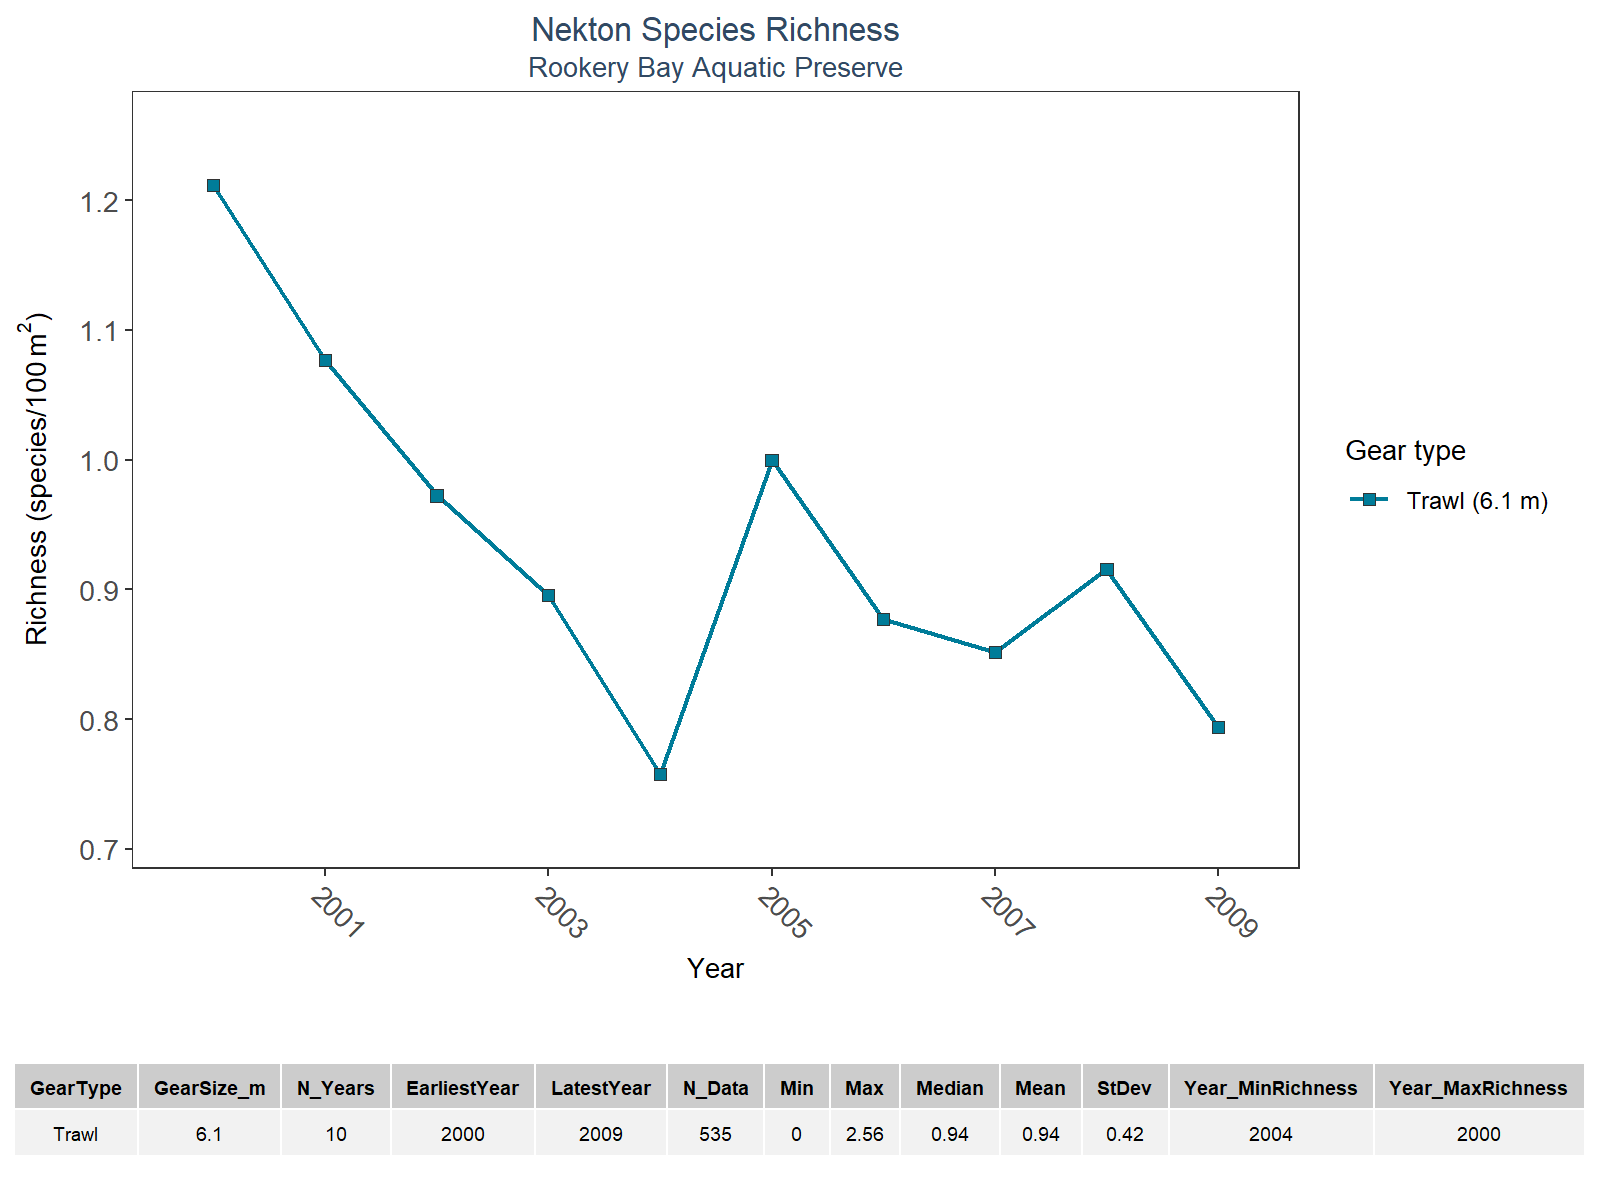 Nekton Species Richness
Rookery Bay Aquatic Preserve
Richness (species/100 m²)
1.2
1.1
1.0
0.9
0.8
0.7
2001 2003 2005 2007 2009
Year
Gear type
Trawl (6.1 m)
GearType GearSize_m N_Years EarliestYear LatestYear N_Data Min Max Median Mean StDev Year_MinRichness Year_MaxRichness
Trawl 6.1 10 2000 2009 535 0 2.56 0.94 0.94 0.42 2004 2000